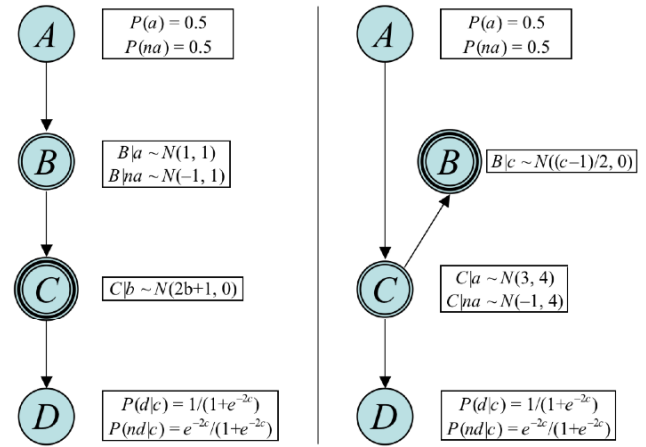 A
P(a) = 0.5
P(na) = 0.5
B
B|a ~ N(1, 1)
B|na ~ N(−1, 1)
C
C|b ~ N(2b+1, 0)
D
P(d|c) = 1/(1+e⁻²ᶜ)
P(nd|c) = e⁻²ᶜ/(1+e⁻²ᶜ)
A
P(a) = 0.5
P(na) = 0.5
B
B|c ~ N((c−1)/2, 0)
C
C|a ~ N(3, 4)
C|na ~ N(−1, 4)
D
P(d|c) = 1/(1+e⁻²ᶜ)
P(nd|c) = e⁻²ᶜ/(1+e⁻²ᶜ)